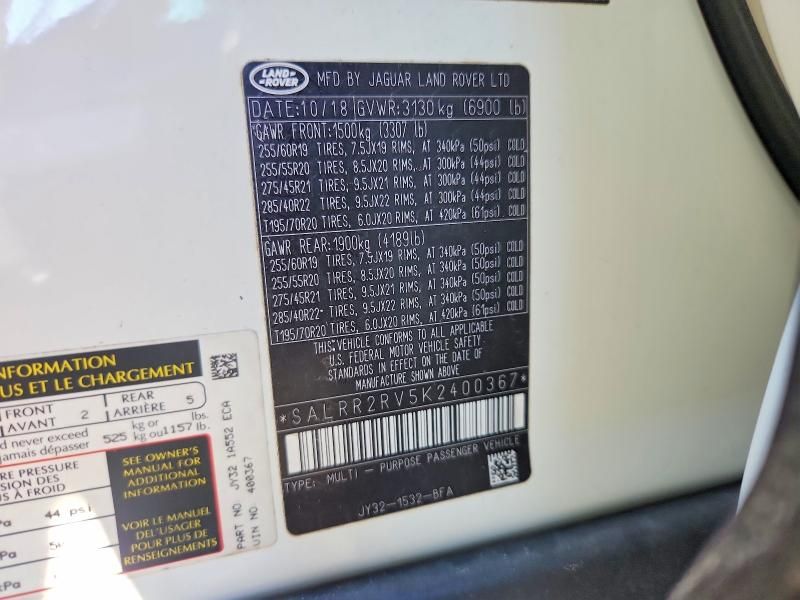 LAND ROVER
MFD BY JAGUAR LAND ROVER LTD
DATE:10/18 GVWR:3130kg (6900 lb)
GAWR FRONT:1500kg (3307 lb)
255/60R19 TIRES, 7.5JX19 RIMS, AT 340kPa (50psi) COLD
255/55R20 TIRES, 8.5JX20 RIMS, AT 300kPa (44psi) COLD
275/45R21 TIRES, 9.5JX21 RIMS, AT 300kPa (44psi) COLD
285/40R22 TIRES, 9.5JX22 RIMS, AT 300kPa (44psi) COLD
T195/70R20 TIRES, 6.0JX20 RIMS, AT 420kPa (61psi) COLD
GAWR REAR:1900kg (4189lb)
255/60R19 TIRES, 7.5JX19 RIMS, AT 340kPa (50psi) COLD
255/55R20 TIRES, 8.5JX20 RIMS, AT 340kPa (50psi) COLD
275/45R21 TIRES, 9.5JX21 RIMS, AT 340kPa (50psi) COLD
285/40R22 TIRES, 9.5JX22 RIMS, AT 340kPa (50psi) COLD
T195/70R20 TIRES, 6.0JX20 RIMS, AT 420kPa (61psi) COLD
THIS VEHICLE CONFORMS TO ALL APPLICABLE
U.S. FEDERAL MOTOR VEHICLE SAFETY
STANDARDS IN EFFECT ON THE DATE OF
MANUFACTURE SHOWN ABOVE
*SALRR2RV5K2400367*
TYPE: MULTI - PURPOSE PASSENGER VEHICLE
JY32-1532-BFA
INFORMATION
US ET LE CHARGEMENT
FRONT 2 REAR 5
AVANT ARRIÈRE
d never exceed 525 kg or lbs.
jamais dépasser kg ou 1157 lb.
RE PRESSURE
SION DES
S À FROID
Pa 44 psi
kPa
kPa
SEE OWNER'S
MANUAL FOR
ADDITIONAL
INFORMATION
VOIR LE MANUEL
DEL'USAGER
POUR PLUS DE
RENSEIGNEMENTS
PART NO JY32 1A552 ECA
VIN NO. 400367